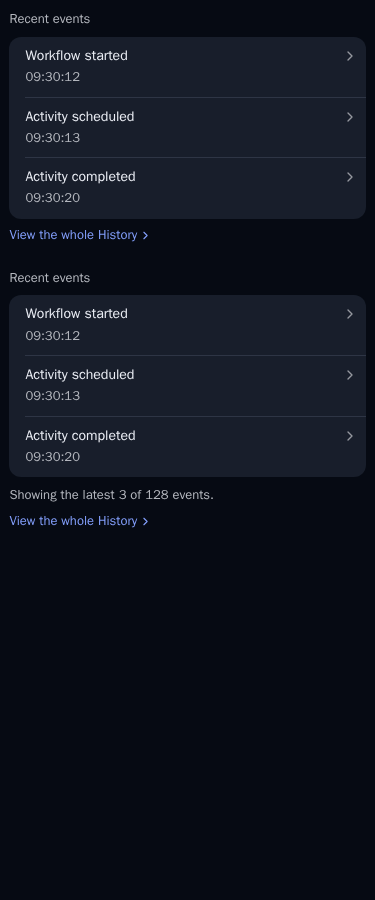 Recent events
Workflow started
09:30:12
Activity scheduled
09:30:13
Activity completed
09:30:20
View the whole History
Recent events
Workflow started
09:30:12
Activity scheduled
09:30:13
Activity completed
09:30:20
Showing the latest 3 of 128 events.
View the whole History